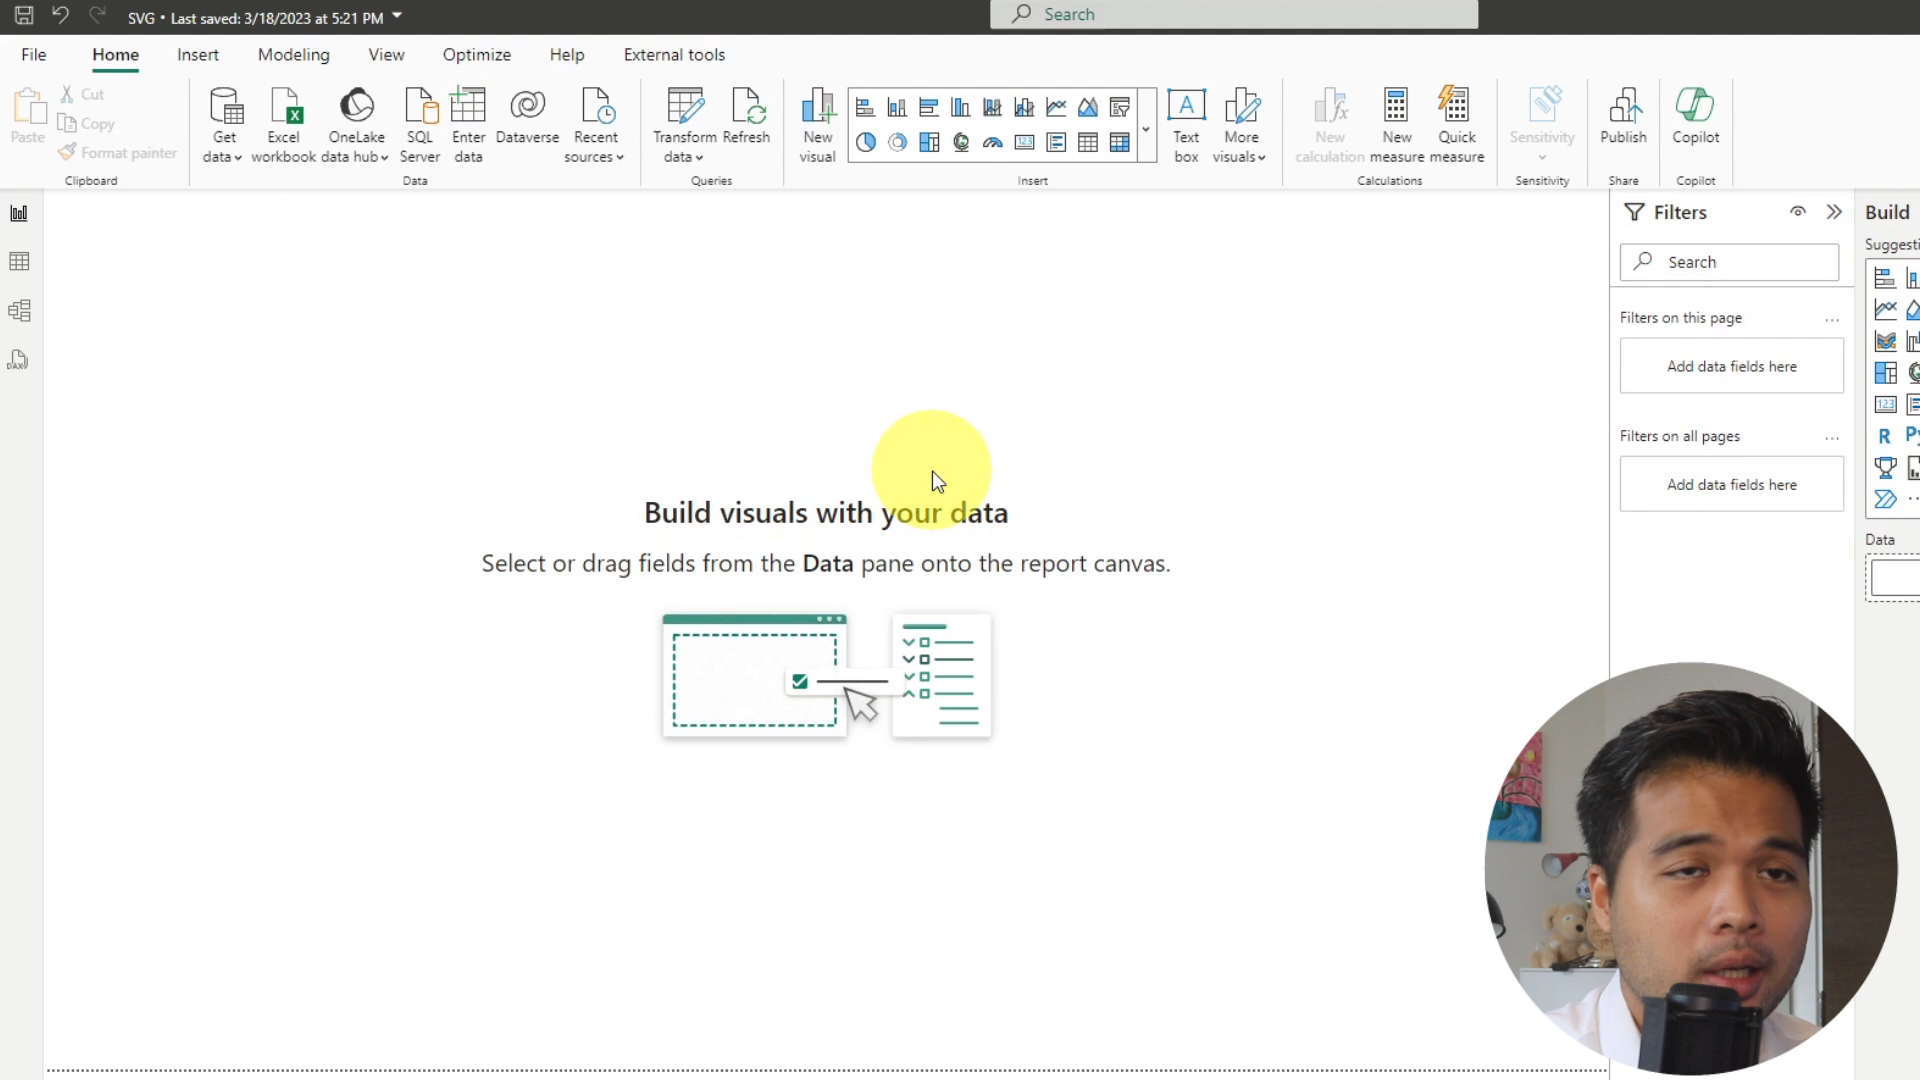 SVG • Last saved: 3/18/2023 at 5:21 PM
Search
File Home Insert Modeling View Optimize Help External tools
Paste
Cut
Copy
Format painter
Clipboard
Get data
Excel workbook
OneLake data hub
SQL Server
Enter data
Dataverse
Recent sources
Data
Transform data
Refresh
Queries
New visual
123
A
Text box
More visuals
Insert
New calculation
New measure
Quick measure
Calculations
Sensitivity
Sensitivity
Publish
Share
Copilot
Copilot
DAX
Build visuals with your data
Select or drag fields from the Data pane onto the report canvas.
Filters
Search
Filters on this page
Add data fields here
Filters on all pages
Add data fields here
Build
Suggesti
123
R Py
Data